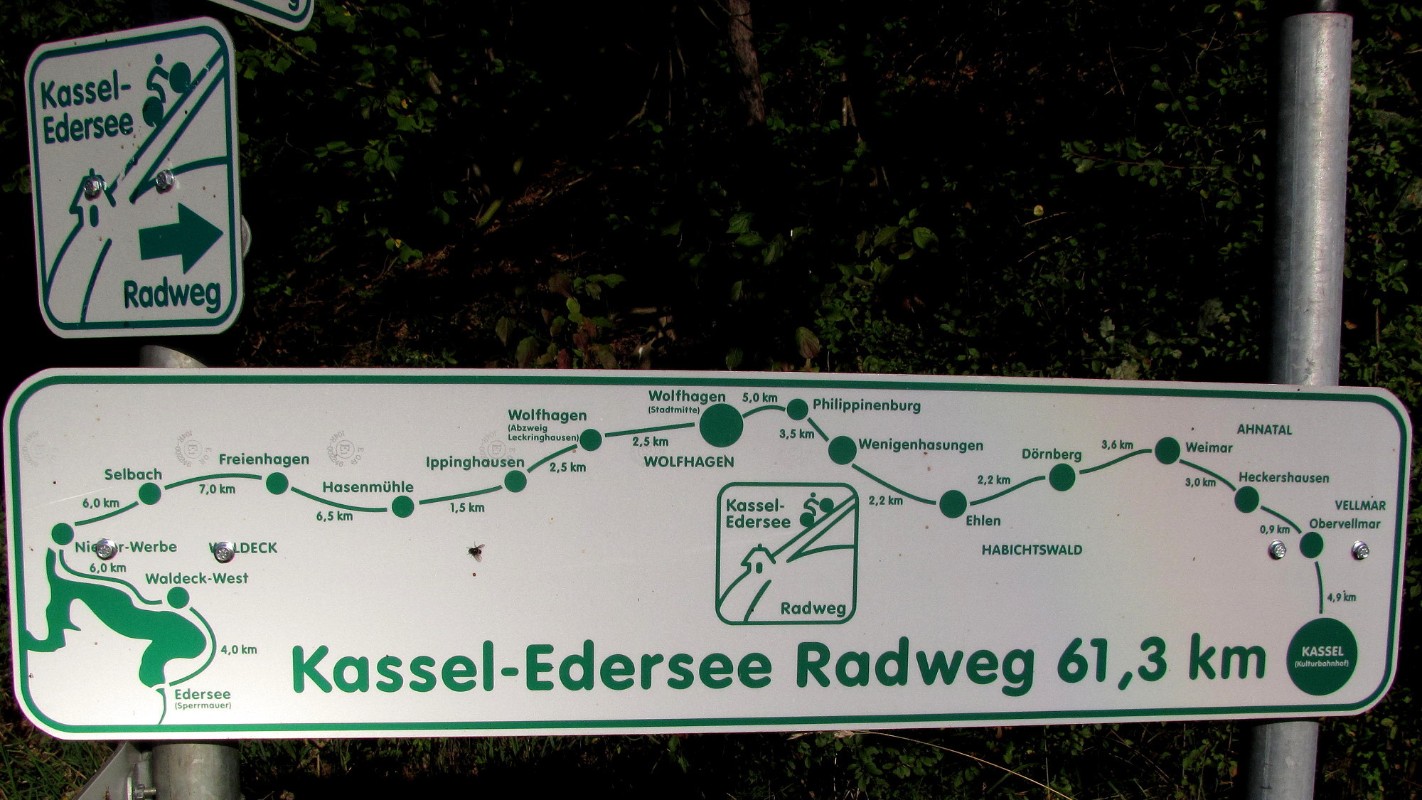 Kassel-
Edersee
Radweg
Wolfhagen
(Stadtmitte)
5,0 km
Philippinenburg
Wolfhagen
(Abzweig
Leckringhausen)
2,5 km
3,5 km
AHNATAL
Wenigenhasungen
3,6 km
Weimar
Freienhagen
Ippinghausen
2,5 km
WOLFHAGEN
Dörnberg
Selbach
7,0 km
Hasenmühle
2,2 km
3,0 km
Heckershausen
6,0 km
6,5 km
1,5 km
2,2 km
Ehlen
VELLMAR
Obervellmar
0,9 km
Kassel-
Edersee
Radweg
HABICHTSWALD
6,0 km
Waldeck-West
4,9 km
4,0 km
Edersee
(Sperrmauer)
Kassel-Edersee Radweg 61,3 km
KASSEL
(Kulturbahnhof)